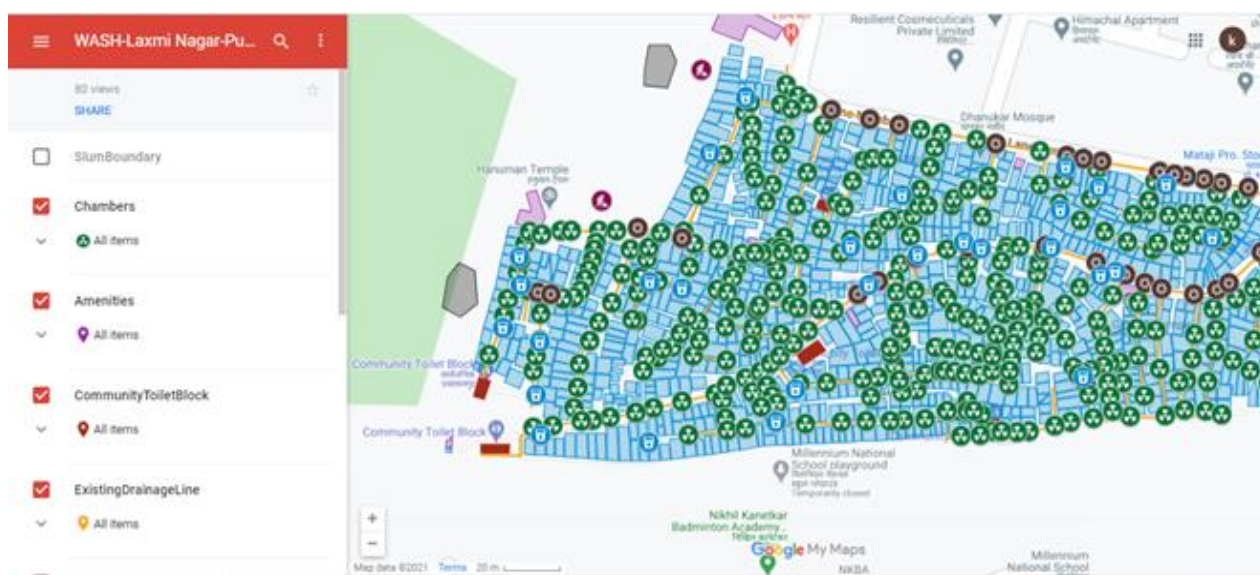 WASH-Laxmi Nagar-Pu...
80 views
SHARE
SlumBoundary
Chambers
All items
Amenities
All items
CommunityToiletBlock
All items
ExistingDrainageLine
All items
Resilient Cosmeceuticals
Private Limited
Himachal Apartment
k
Dhanukar Mosque
Mataji Pro. Sto
Hanuman Temple
Community Toilet Block
Community Toilet Block
Millennium National
School playground
Temporarily closed
Nikhil Kanetkar
Badminton Academy...
Google My Maps
NKBA
Millennium
National School
+
−
Map data ©2021 Terms 20 m